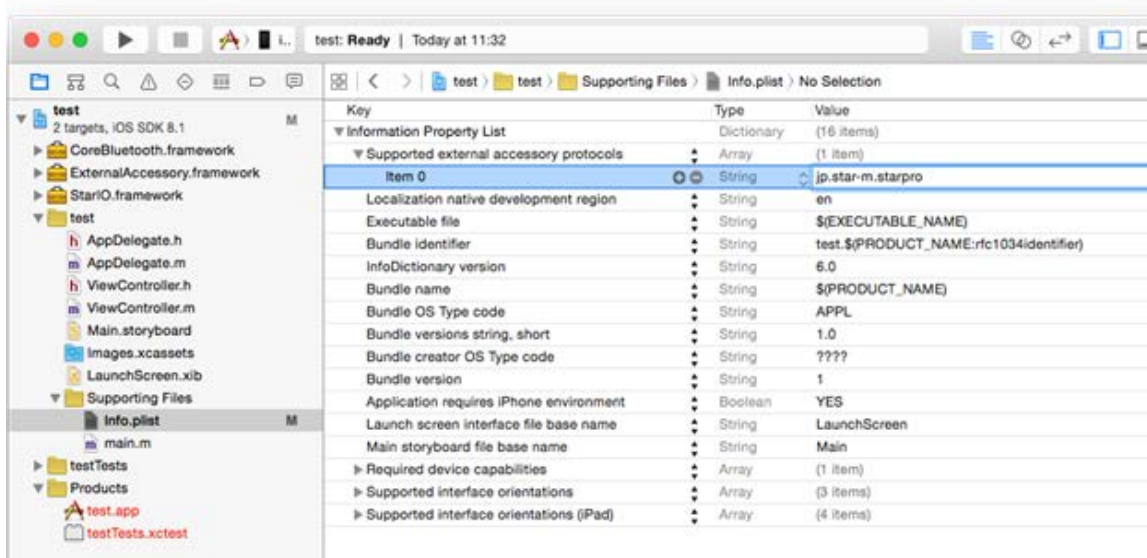 i..
test: Ready | Today at 11:32
test
2 targets, iOS SDK 8.1
M
CoreBluetooth.framework
ExternalAccessory.framework
StarIO.framework
test
h AppDelegate.h
m AppDelegate.m
h ViewController.h
m ViewController.m
Main.storyboard
Images.xcassets
LaunchScreen.xib
Supporting Files
Info.plist M
m main.m
testTests
Products
test.app
testTests.xctest
test test Supporting Files Info.plist No Selection
Key Type Value
Information Property List Dictionary (16 items)
Supported external accessory protocols Array (1 item)
Item 0 String jp.star-m.starpro
Localization native development region String en
Executable file String $(EXECUTABLE_NAME)
Bundle identifier String test.$(PRODUCT_NAME:rfc1034identifier)
InfoDictionary version String 6.0
Bundle name String $(PRODUCT_NAME)
Bundle OS Type code String APPL
Bundle versions string, short String 1.0
Bundle creator OS Type code String ????
Bundle version String 1
Application requires iPhone environment Boolean YES
Launch screen interface file base name String LaunchScreen
Main storyboard file base name String Main
Required device capabilities Array (1 item)
Supported interface orientations Array (3 items)
Supported interface orientations (iPad) Array (4 items)